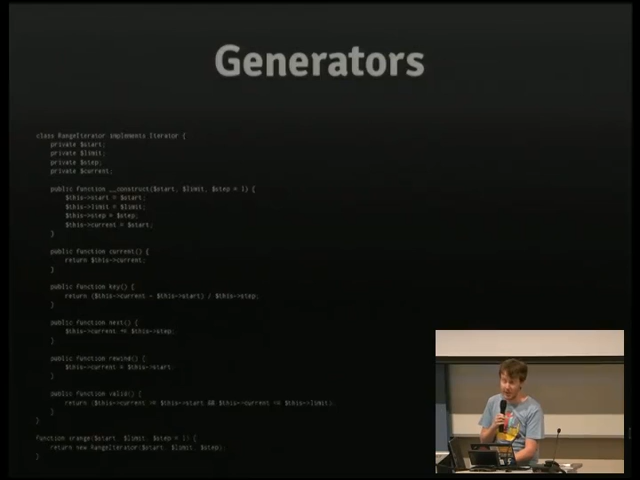 Generators
class RangeIterator implements Iterator {
private $start;
private $limit;
private $step;
private $current;
public function __construct($start, $limit, $step = 1) {
$this->start = $start;
$this->limit = $limit;
$this->step = $step;
$this->current = $start;
}
public function current() {
return $this->current;
}
public function key() {
return ($this->current - $this->start) / $this->step;
}
public function next() {
$this->current += $this->step;
}
public function rewind() {
$this->current = $this->start;
}
public function valid() {
return ($this->current >= $this->start && $this->current <= $this->limit);
}
}
function xrange($start, $limit, $step = 1) {
return new RangeIterator($start, $limit, $step);
}